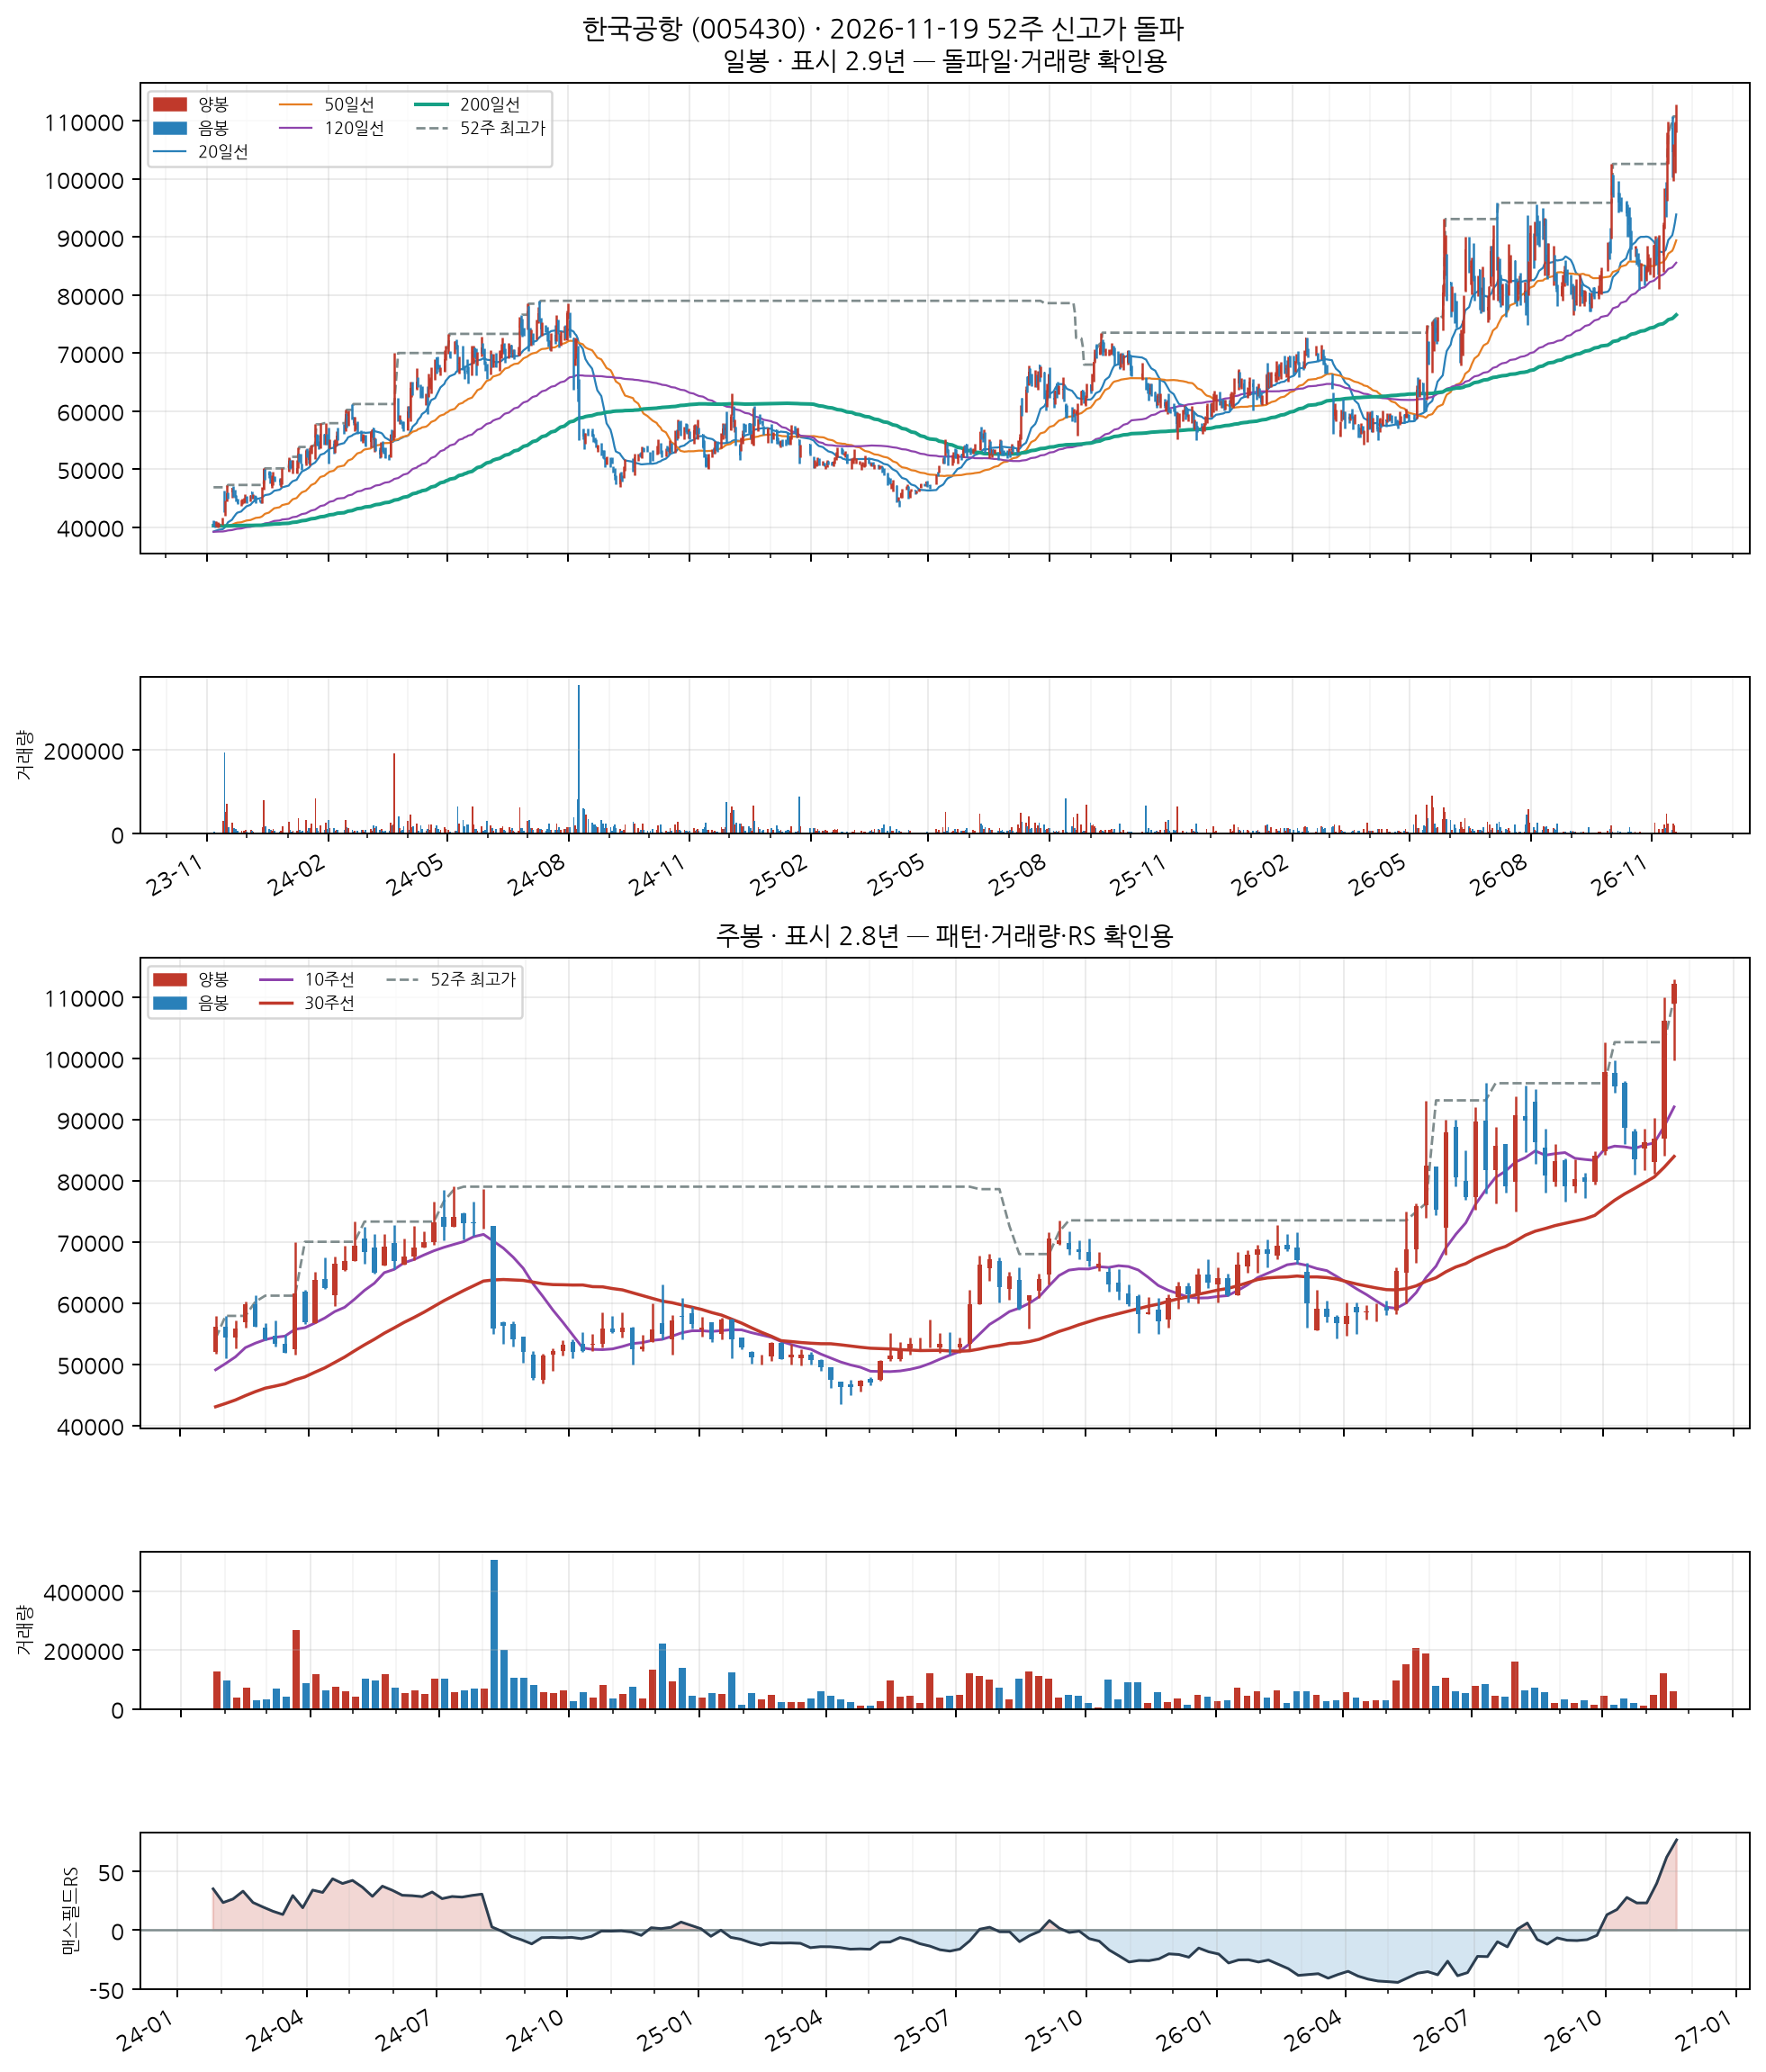 한국공항 (005430) · 2026-11-19 52주 신고가 돌파
일봉 · 표시 2.9년 — 돌파일·거래량 확인용
양봉 50일선 200일선
음봉 120일선 52주 최고가
20일선
110000
100000
90000
80000
70000
60000
50000
40000
거래량
200000
0
23-11 24-02 24-05 24-08 24-11 25-02 25-05 25-08 25-11 26-02 26-05 26-08 26-11
주봉 · 표시 2.8년 — 패턴·거래량·RS 확인용
양봉 10주선 52주 최고가
음봉 30주선
110000
100000
90000
80000
70000
60000
50000
40000
거래량
400000
200000
0
맨스필드RS
50
0
-50
24-01 24-04 24-07 24-10 25-01 25-04 25-07 25-10 26-01 26-04 26-07 26-10 27-01